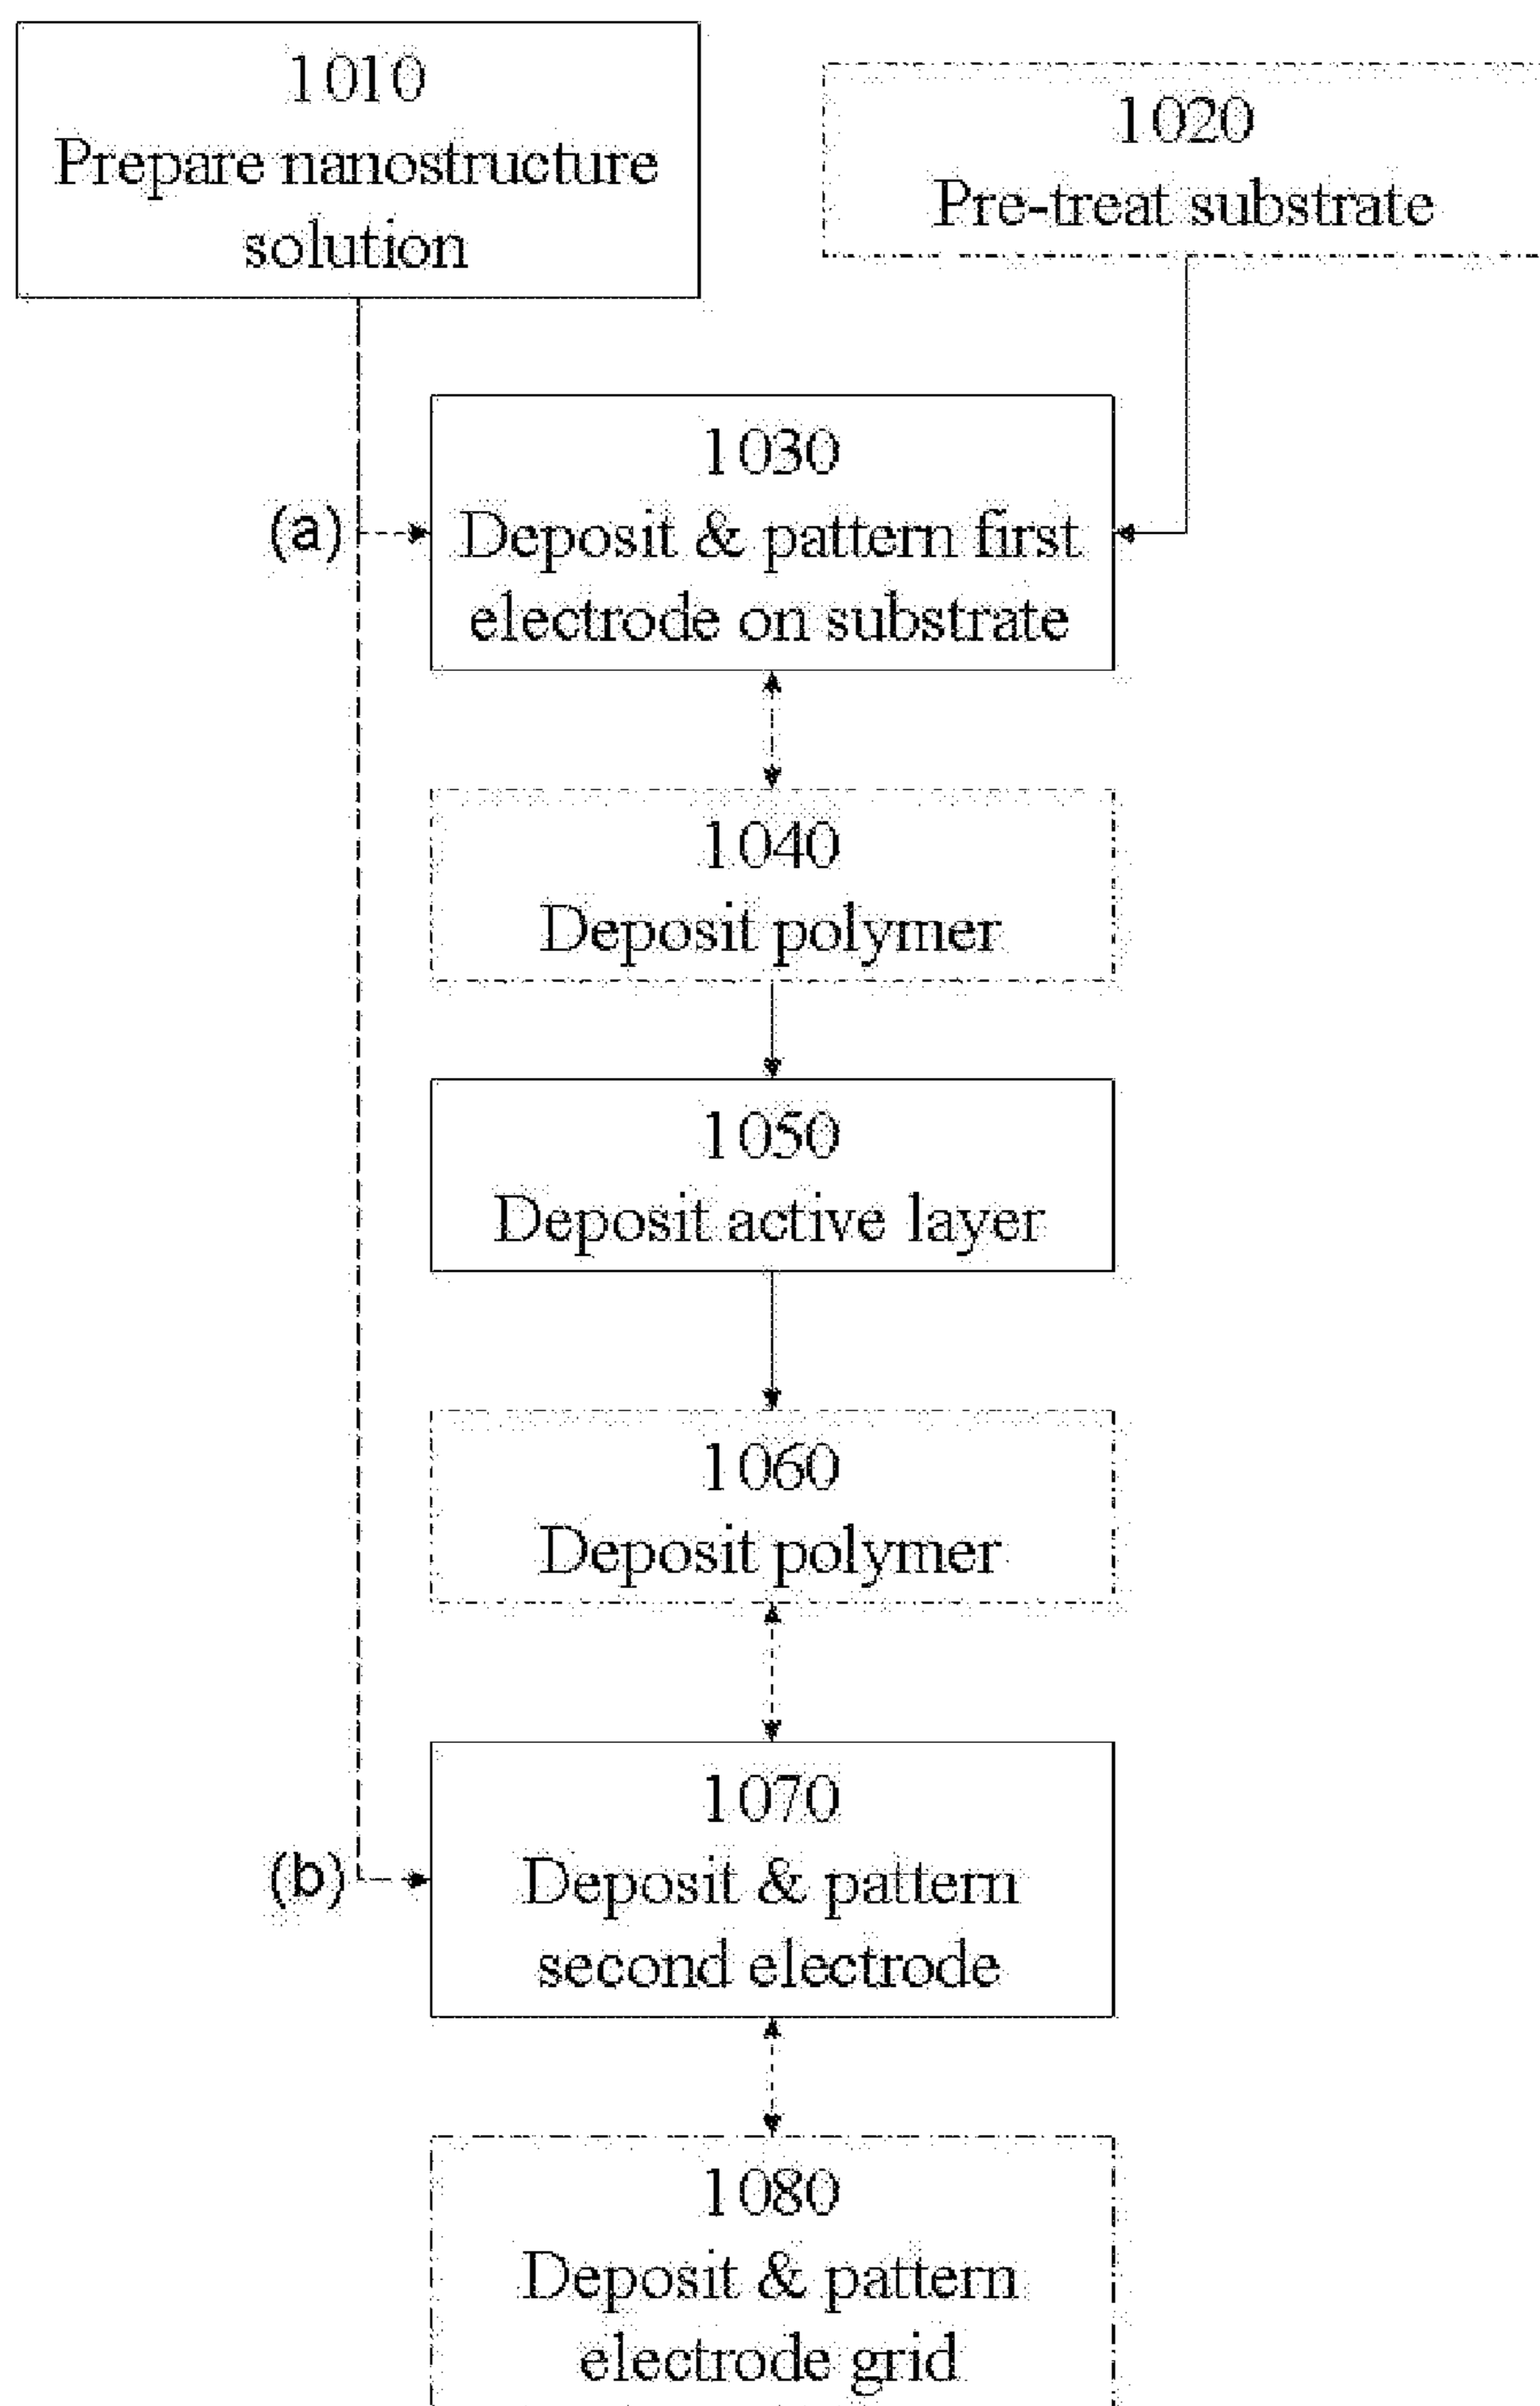 1010
Prepare nanostructure
solution
1020
Pre-treat substrate
1030
(a)
Deposit & pattern first
electrode on substrate
1040
Deposit polymer
1050
Deposit active layer
1060
Deposit polymer
1070
(b)
Deposit & pattern
second electrode
1080
Deposit & pattern
electrode grid